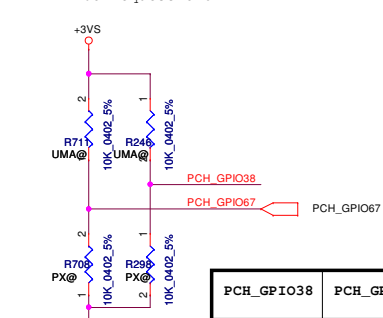 +3VS
2
1
R711
UMA@
10K_0402_5%
R246
UMA@
10K_0402_5%
PCH_GPIO38
PCH_GPIO67
PCH_GPIO67
2
1
R708
PX@
10K_0402_5%
R298
PX@
10K_0402_5%
1
2
PCH_GPIO38